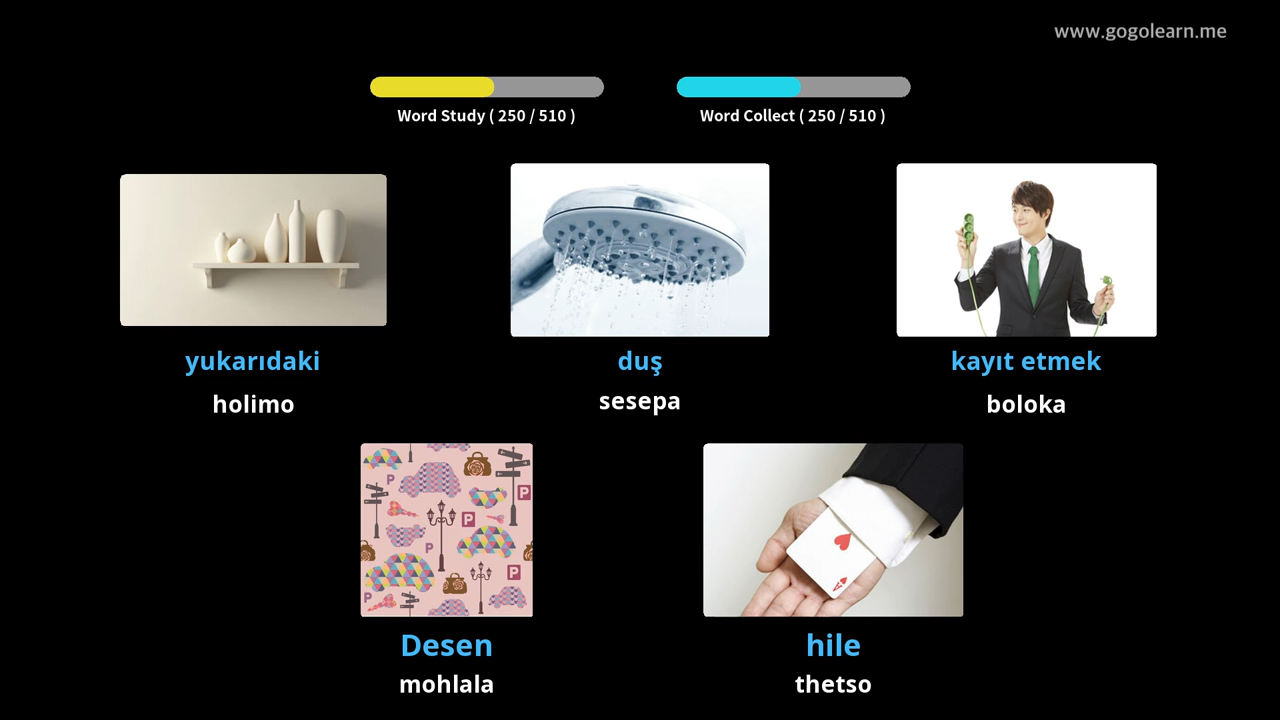 www.gogolearn.me
Word Study ( 250 / 510 )
Word Collect ( 250 / 510 )
yukarıdaki
holimo
duş
sesepa
kayıt etmek
boloka
P
P
P
P
P
P
Desen
mohlala
A
hile
thetso